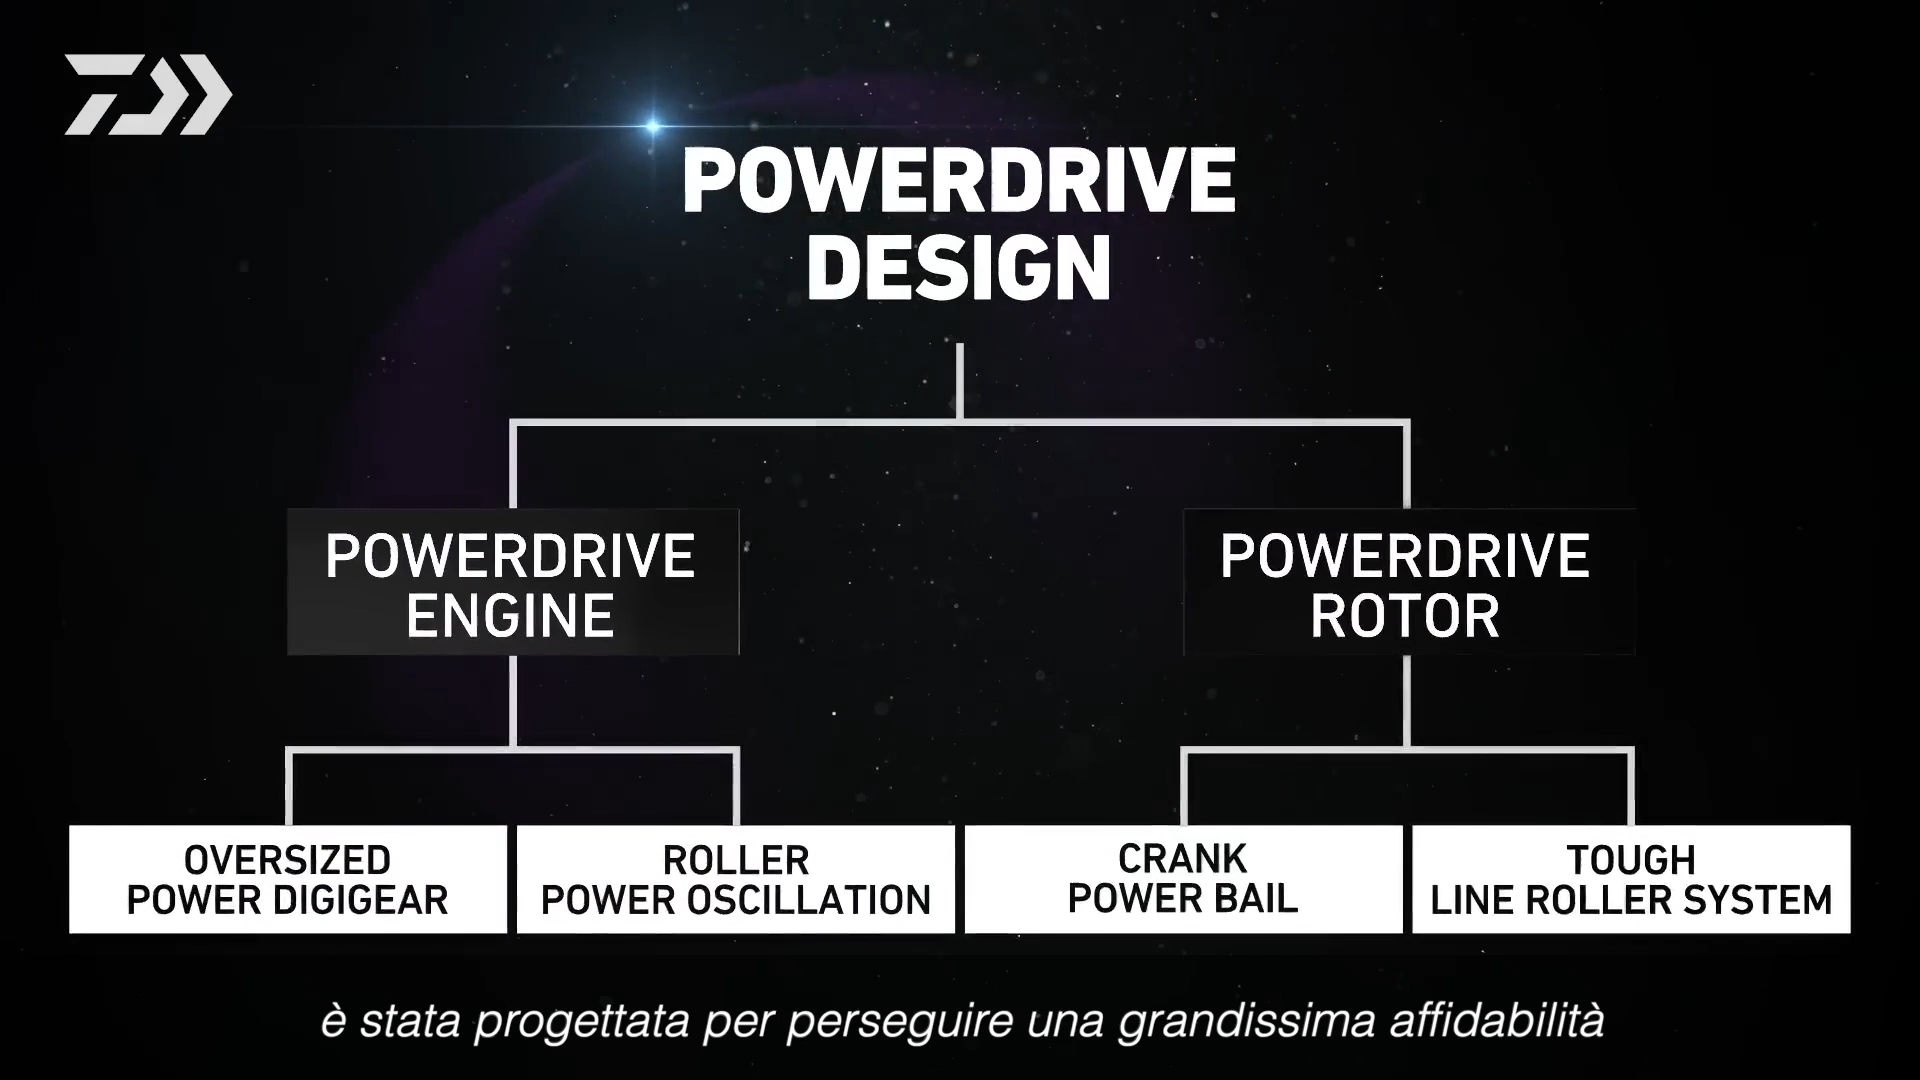 POWERDRIVE
DESIGN
POWERDRIVE
ENGINE
POWERDRIVE
ROTOR
OVERSIZED
POWER DIGIGEAR
ROLLER
POWER OSCILLATION
CRANK
POWER BAIL
TOUGH
LINE ROLLER SYSTEM
è stata progettata per perseguire una grandissima affidabilità